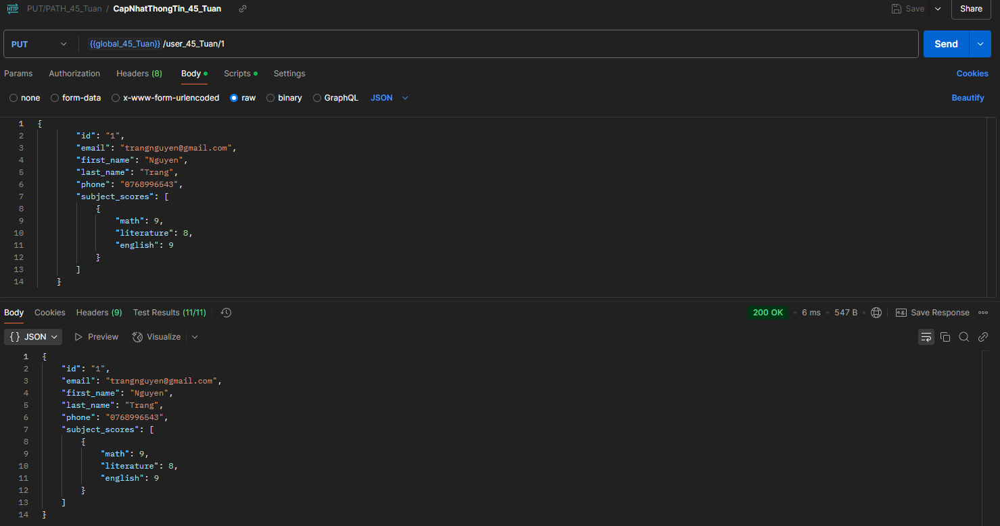 HTTP PUT/PATH_45_Tuan / CapNhatThongTin_45_Tuan Save Share
PUT {{global_45_Tuan}} /user_45_Tuan/1 Send
Params Authorization Headers (8) Body Scripts Settings Cookies
none form-data x-www-form-urlencoded raw binary GraphQL JSON Beautify
1 {
2 "id": "1",
3 "email": "trangnguyen@gmail.com",
4 "first_name": "Nguyen",
5 "last_name": "Trang",
6 "phone": "0768996543",
7 "subject_scores": [
8 {
9 "math": 9,
10 "literature": 8,
11 "english": 9
12 }
13 ]
14 }
Body Cookies Headers (9) Test Results (11/11) 200 OK • 6 ms • 547 B • e.g. Save Response
{} JSON Preview Visualize
1 {
2 "id": "1",
3 "email": "trangnguyen@gmail.com",
4 "first_name": "Nguyen",
5 "last_name": "Trang",
6 "phone": "0768996543",
7 "subject_scores": [
8 {
9 "math": 9,
10 "literature": 8,
11 "english": 9
12 }
13 ]
14 }